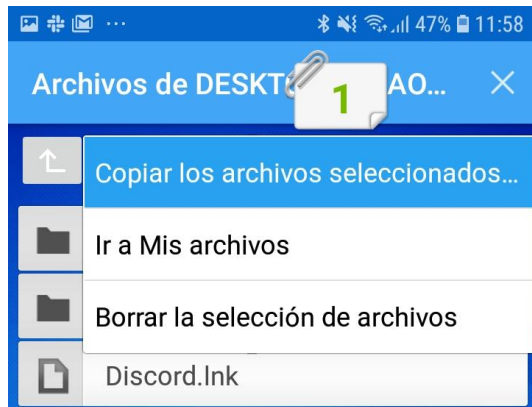 47% 11:58
Archivos de DESKT AO...
1
Copiar los archivos seleccionados...
Ir a Mis archivos
Borrar la selección de archivos
Discord.lnk